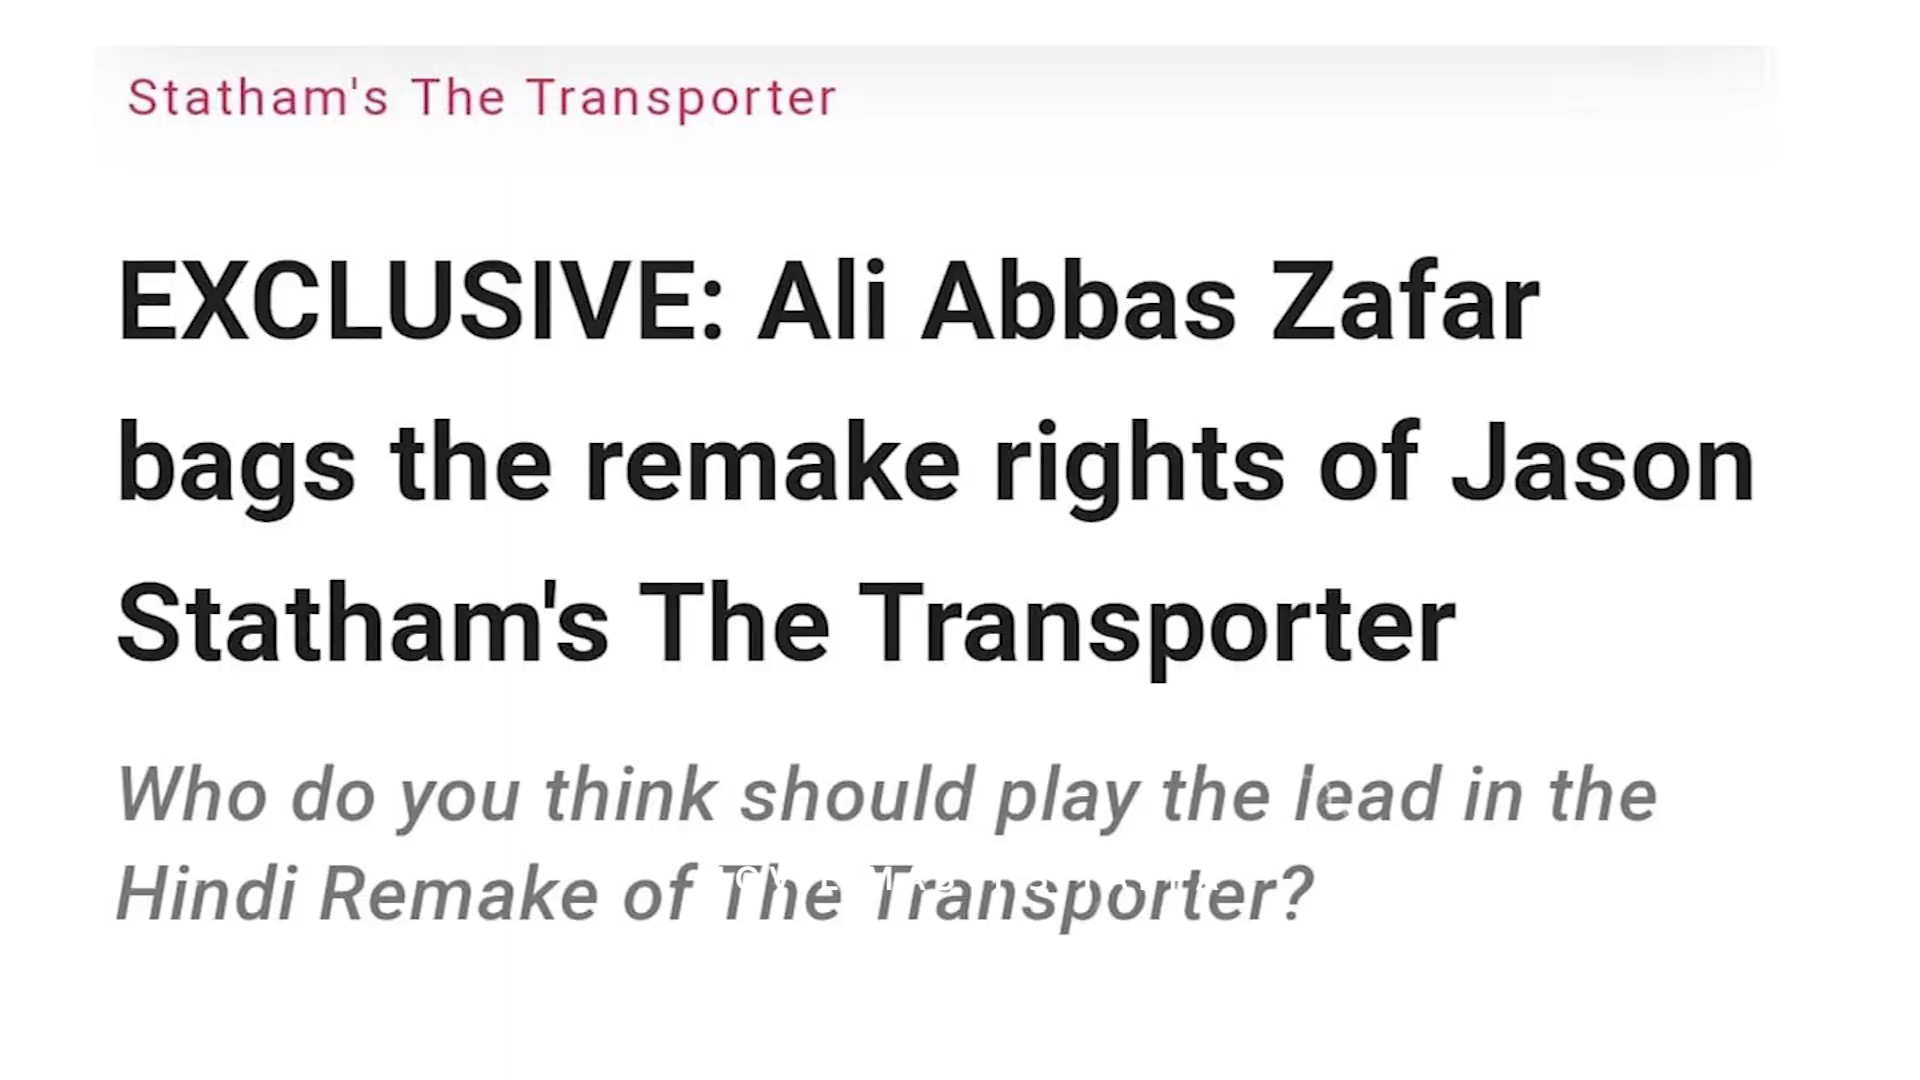 Statham's The Transporter
EXCLUSIVE: Ali Abbas Zafar
bags the remake rights of Jason
Statham's The Transporter
Who do you think should play the lead in the
Hindi Remake of The Transporter?